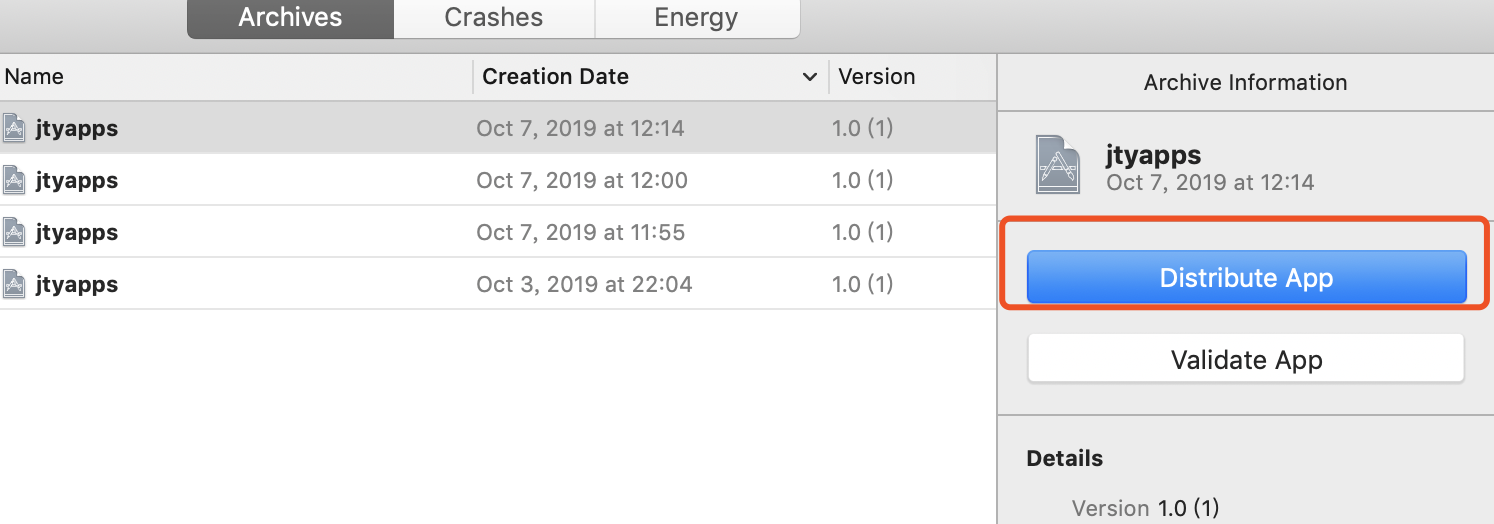 Archives Crashes Energy
Name Creation Date Version
jtyapps Oct 7, 2019 at 12:14 1.0 (1)
jtyapps Oct 7, 2019 at 12:00 1.0 (1)
jtyapps Oct 7, 2019 at 11:55 1.0 (1)
jtyapps Oct 3, 2019 at 22:04 1.0 (1)
Archive Information
jtyapps
Oct 7, 2019 at 12:14
Distribute App
Validate App
Details
Version 1.0 (1)